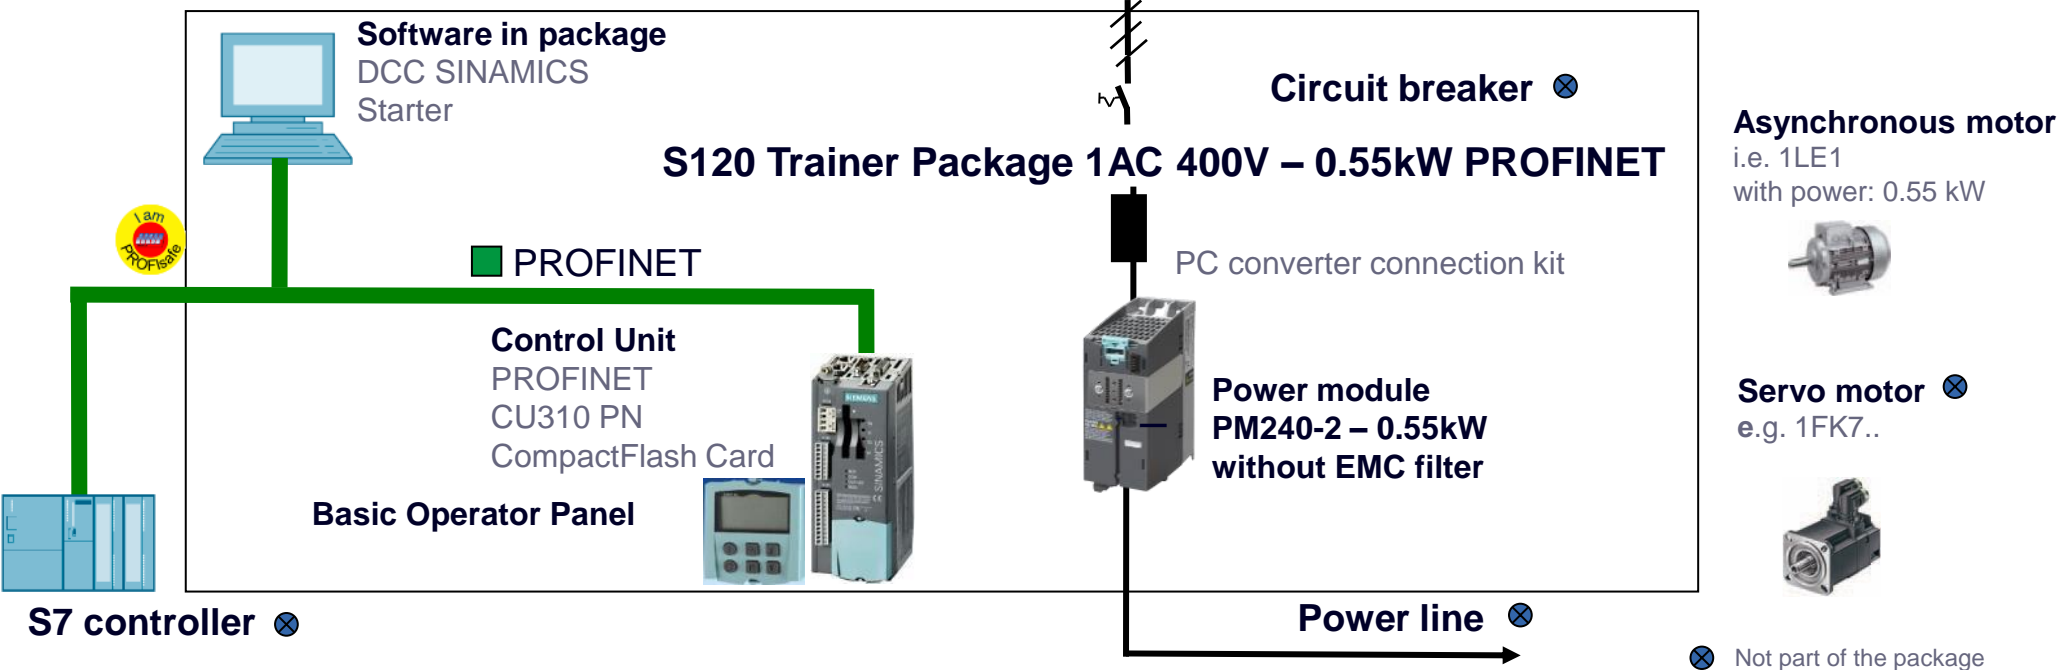 Software in package
DCC SINAMICS
Starter
Circuit breaker
S120 Trainer Package 1AC 400V – 0.55kW PROFINET
Asynchronous motor
i.e. 1LE1
with power: 0.55 kW
I am
PROFIsafe
PROFINET
PC converter connection kit
Control Unit
PROFINET
CU310 PN
CompactFlash Card
SIEMENS
SINAMICS
Power module
PM240-2 – 0.55kW
without EMC filter
Servo motor
e.g. 1FK7..
Basic Operator Panel
S7 controller
Power line
Not part of the package